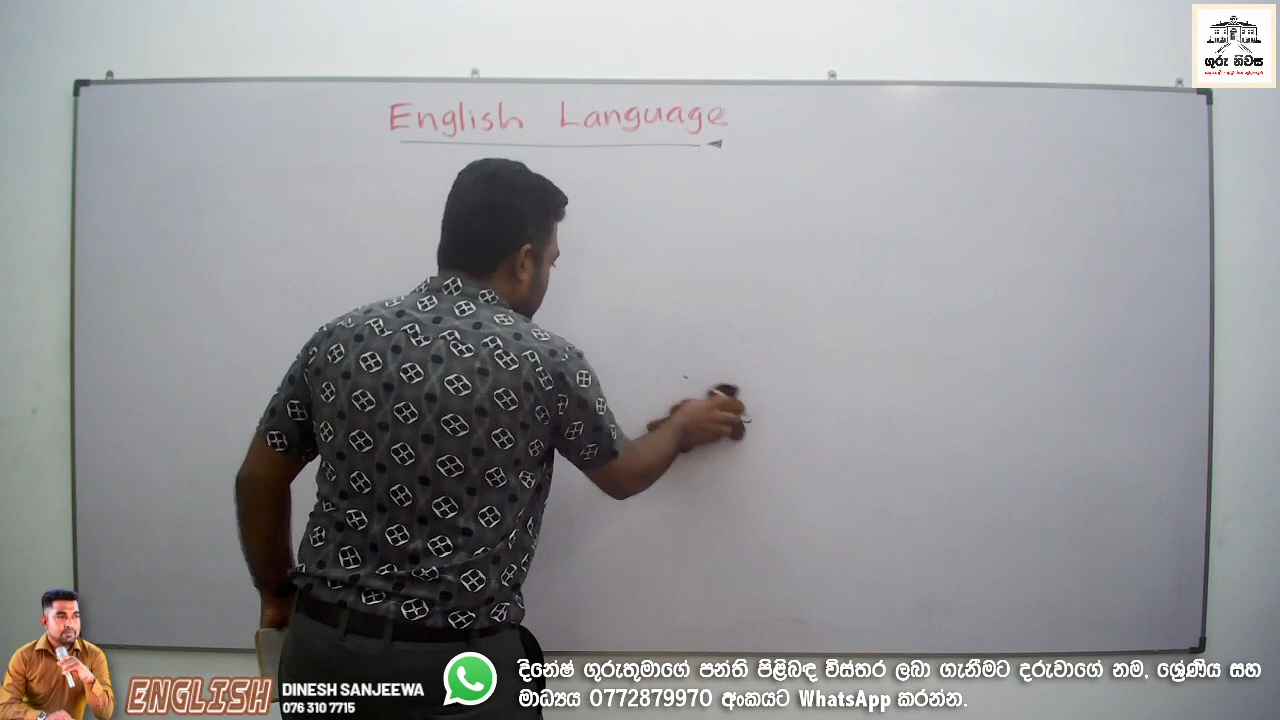 ගුරු නිවස
English Language
ENGLISH
DINESH SANJEEWA
076 310 7715
දිනේෂ් ගුරුතුමාගේ පන්ති පිළිබඳ විස්තර ලබා ගැනීමට දරුවාගේ නම, ශ්‍රේණිය සහ
මාධ්‍යය 0772879970 අංකයට WhatsApp කරන්න.